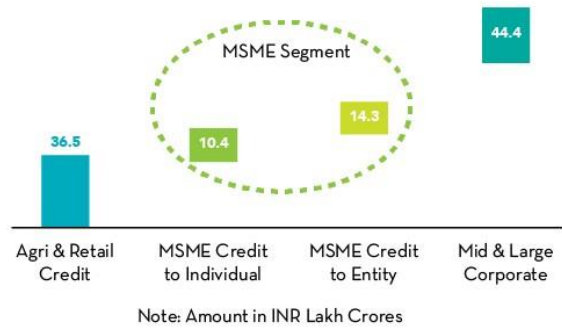 44.4
MSME Segment
14.3
10.4
36.5
Agri & Retail
Credit
MSME Credit
to Individual
MSME Credit
to Entity
Mid & Large
Corporate
Note: Amount in INR Lakh Crores